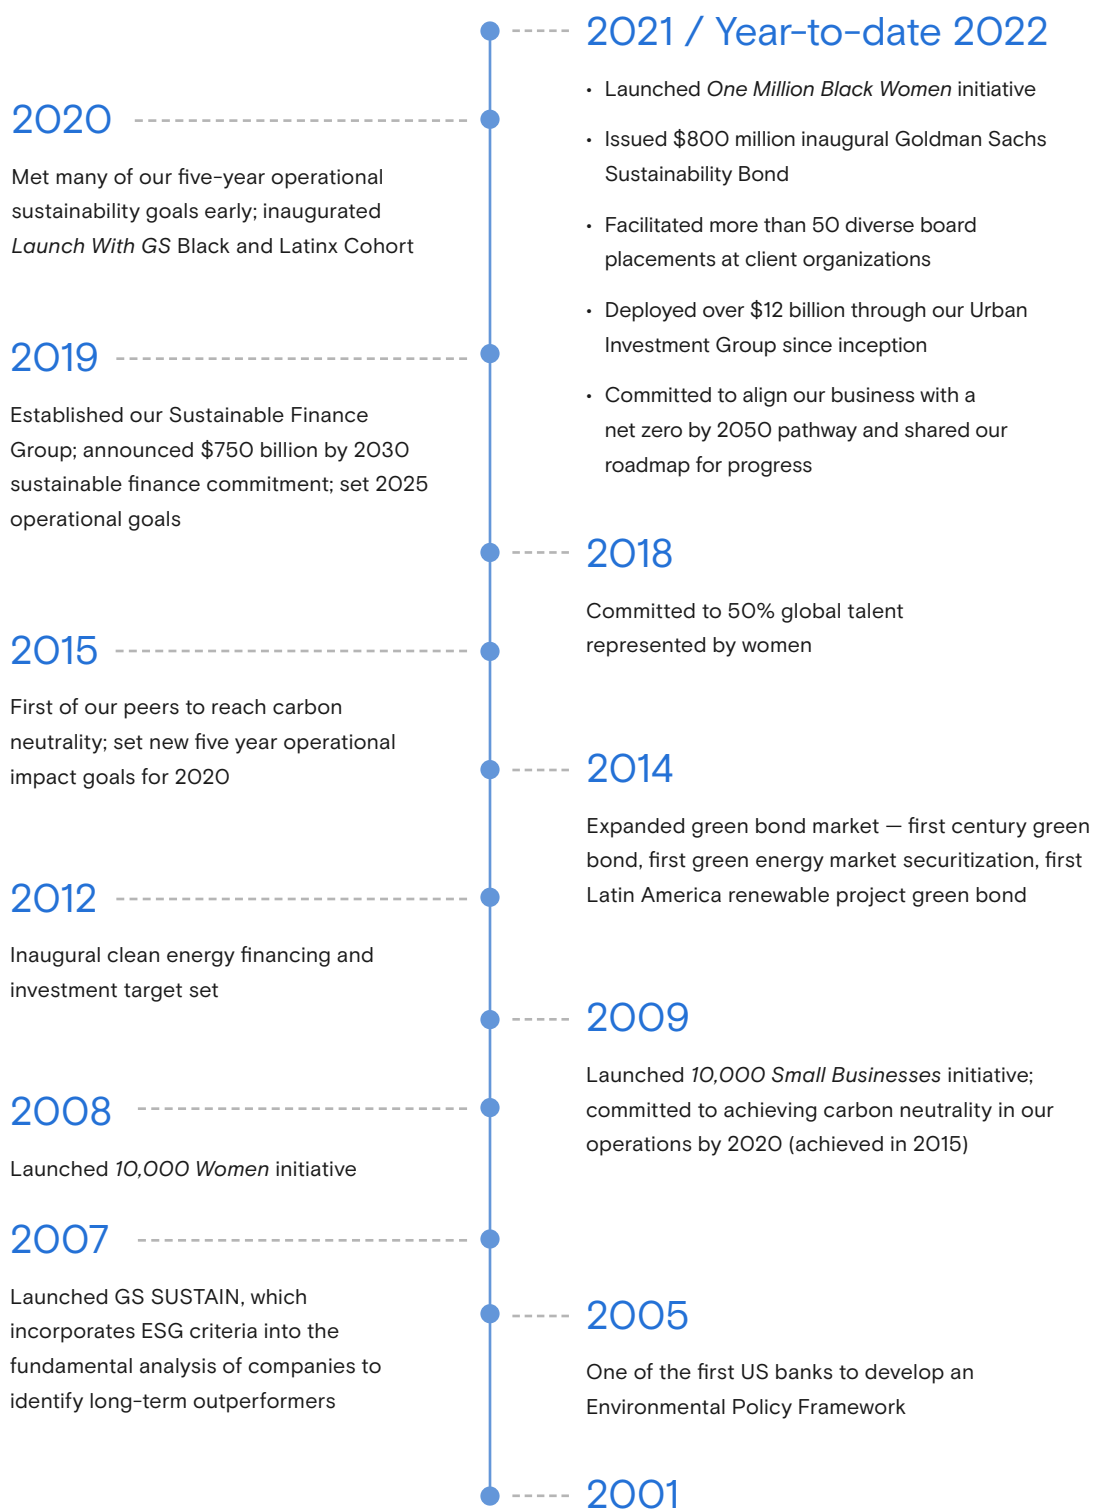 2021 / Year-to-date 2022
• Launched One Million Black Women initiative
• Issued $800 million inaugural Goldman Sachs
Sustainability Bond
• Facilitated more than 50 diverse board
placements at client organizations
• Deployed over $12 billion through our Urban
Investment Group since inception
• Committed to align our business with a
net zero by 2050 pathway and shared our
roadmap for progress
2020
Met many of our five-year operational
sustainability goals early; inaugurated
Launch With GS Black and Latinx Cohort
2019
Established our Sustainable Finance
Group; announced $750 billion by 2030
sustainable finance commitment; set 2025
operational goals
2018
Committed to 50% global talent
represented by women
2015
First of our peers to reach carbon
neutrality; set new five year operational
impact goals for 2020
2014
Expanded green bond market — first century green
bond, first green energy market securitization, first
Latin America renewable project green bond
2012
Inaugural clean energy financing and
investment target set
2009
Launched 10,000 Small Businesses initiative;
committed to achieving carbon neutrality in our
operations by 2020 (achieved in 2015)
2008
Launched 10,000 Women initiative
2007
Launched GS SUSTAIN, which
incorporates ESG criteria into the
fundamental analysis of companies to
identify long-term outperformers
2005
One of the first US banks to develop an
Environmental Policy Framework
2001